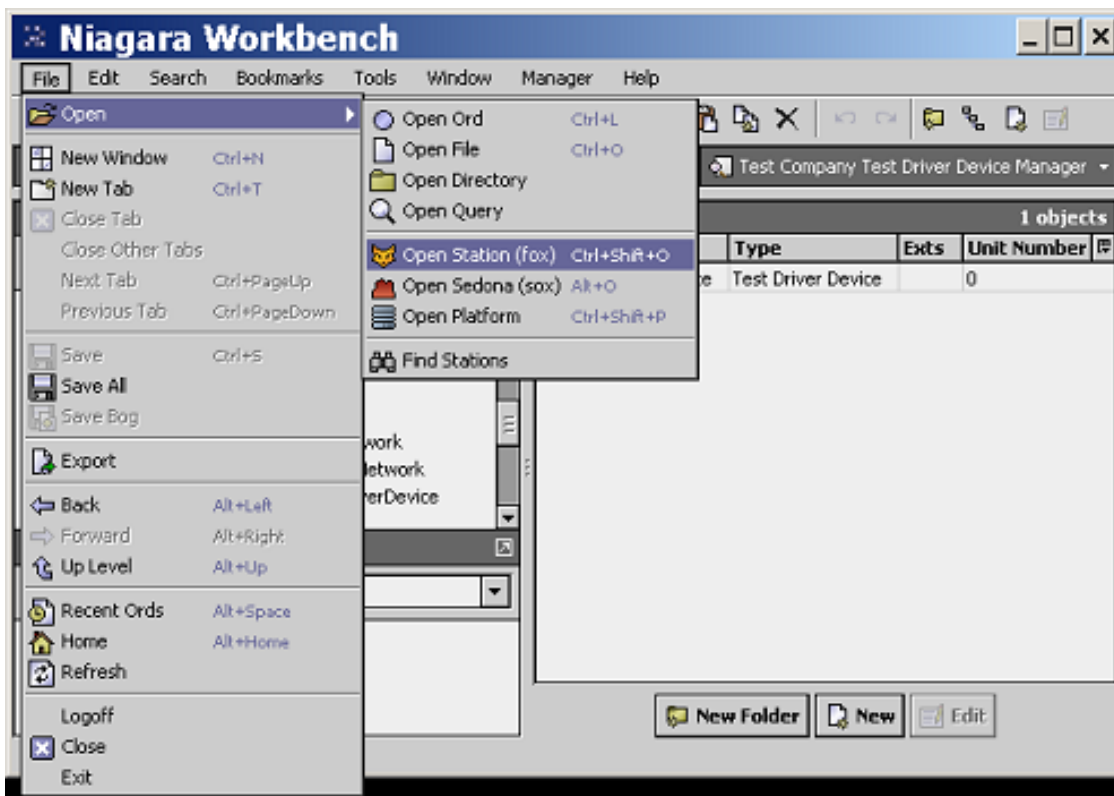 Niagara Workbench
File Edit Search Bookmarks Tools Window Manager Help
Open
New Window Ctrl+N
New Tab Ctrl+T
Close Tab
Close Other Tabs
Next Tab Ctrl+PageUp
Previous Tab Ctrl+PageDown
Save Ctrl+S
Save All
Save Bog
Export
Back Alt+Left
Forward Alt+Right
Up Level Alt+Up
Recent Ords Alt+Space
Home Alt+Home
Refresh
Logoff
Close
Exit
Open Ord Ctrl+L
Open File Ctrl+O
Open Directory
Open Query
Open Station (fox) Ctrl+Shift+O
Open Sedona (sox) Alt+O
Open Platform Ctrl+Shift+P
Find Stations
work
letwork
erDevice
Test Company Test Driver Device Manager
1 objects
Type Exts Unit Number
te Test Driver Device 0
New Folder New Edit